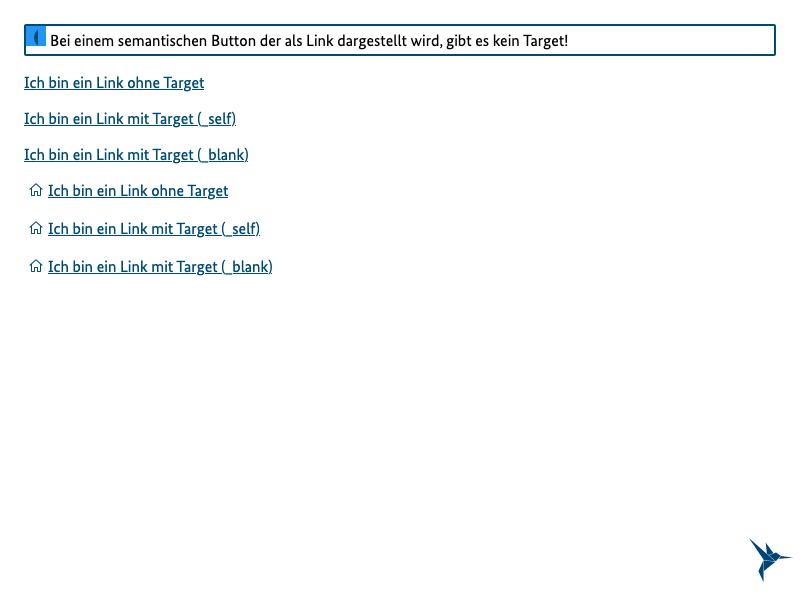 Bei einem semantischen Button der als Link dargestellt wird, gibt es kein Target!
Ich bin ein Link ohne Target
Ich bin ein Link mit Target (_self)
Ich bin ein Link mit Target (_blank)
Ich bin ein Link ohne Target
Ich bin ein Link mit Target (_self)
Ich bin ein Link mit Target (_blank)